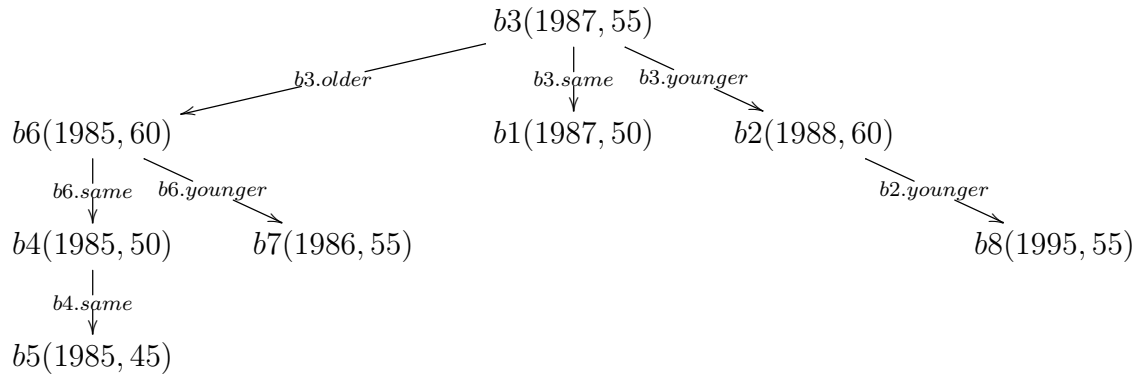 b3(1987, 55)
b3.older b3.same b3.younger
b6(1985, 60) b1(1987, 50) b2(1988, 60)
b6.same b6.younger b2.younger
b4(1985, 50) b7(1986, 55) b8(1995, 55)
b4.same
b5(1985, 45)